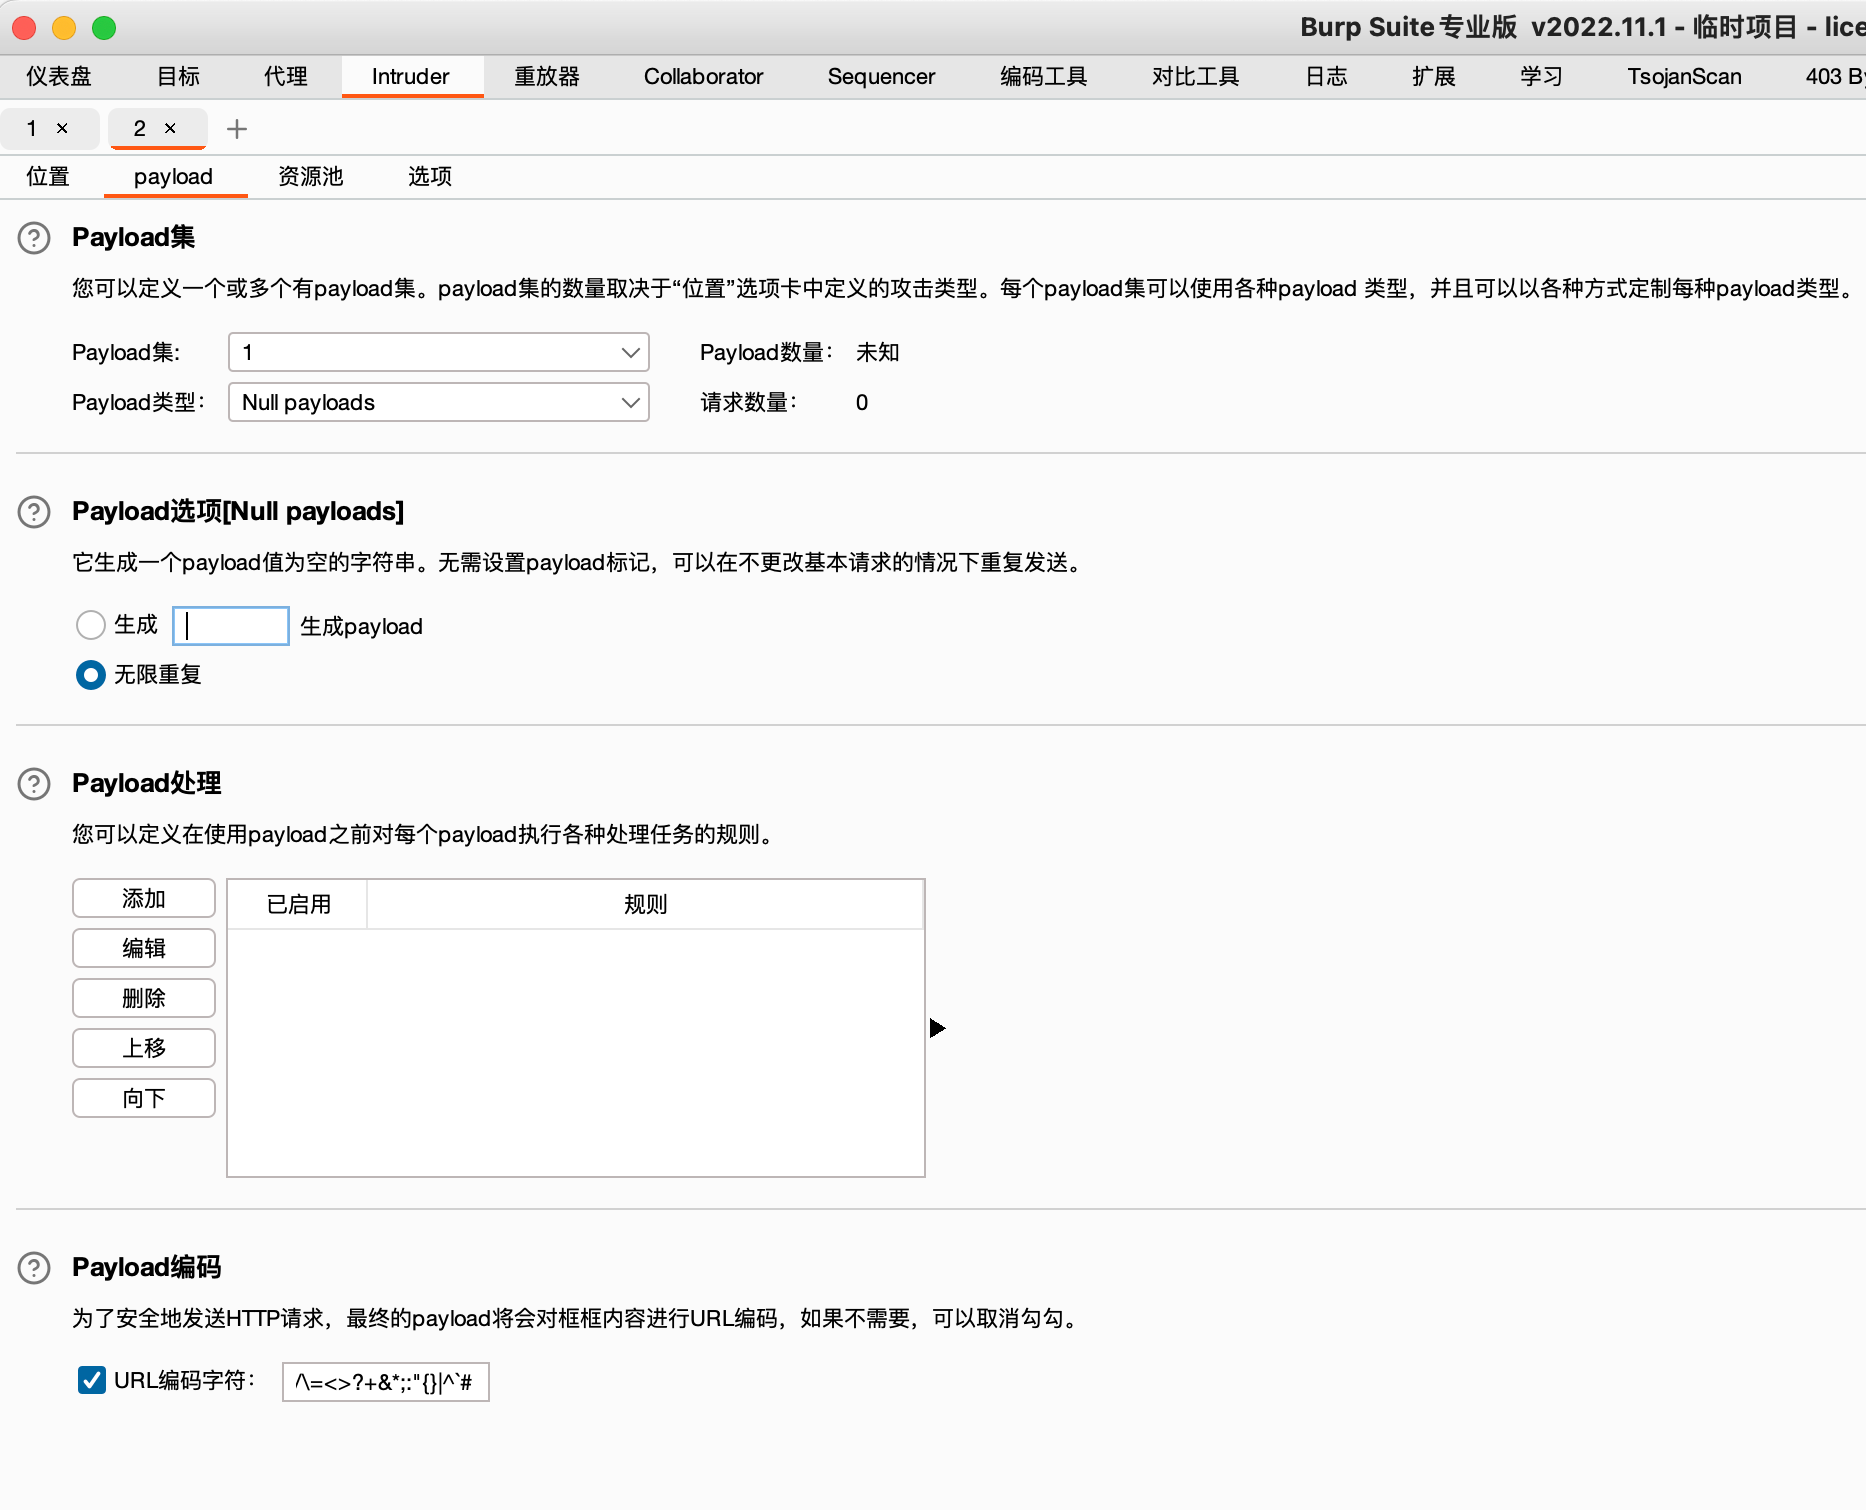 Burp Suite 专业版 v2022.11.1 - 临时项目 - lice
仪表盘 目标 代理 Intruder 重放器 Collaborator Sequencer 编码工具 对比工具 日志 扩展 学习 TsojanScan 403 By
1 × 2 × +
位置 payload 资源池 选项
? Payload集
您可以定义一个或多个有payload集。payload集的数量取决于“位置”选项卡中定义的攻击类型。每个payload集可以使用各种payload 类型，并且可以以各种方式定制每种payload类型。
Payload集: 1 Payload数量： 未知
Payload类型： Null payloads 请求数量： 0
? Payload选项[Null payloads]
它生成一个payload值为空的字符串。无需设置payload标记，可以在不更改基本请求的情况下重复发送。
生成 生成payload
无限重复
? Payload处理
您可以定义在使用payload之前对每个payload执行各种处理任务的规则。
添加 已启用 规则
编辑
删除
上移
向下
? Payload编码
为了安全地发送HTTP请求，最终的payload将会对框框内容进行URL编码，如果不需要，可以取消勾勾。
URL编码字符： /\=<>?+&*;:"{}|^`#